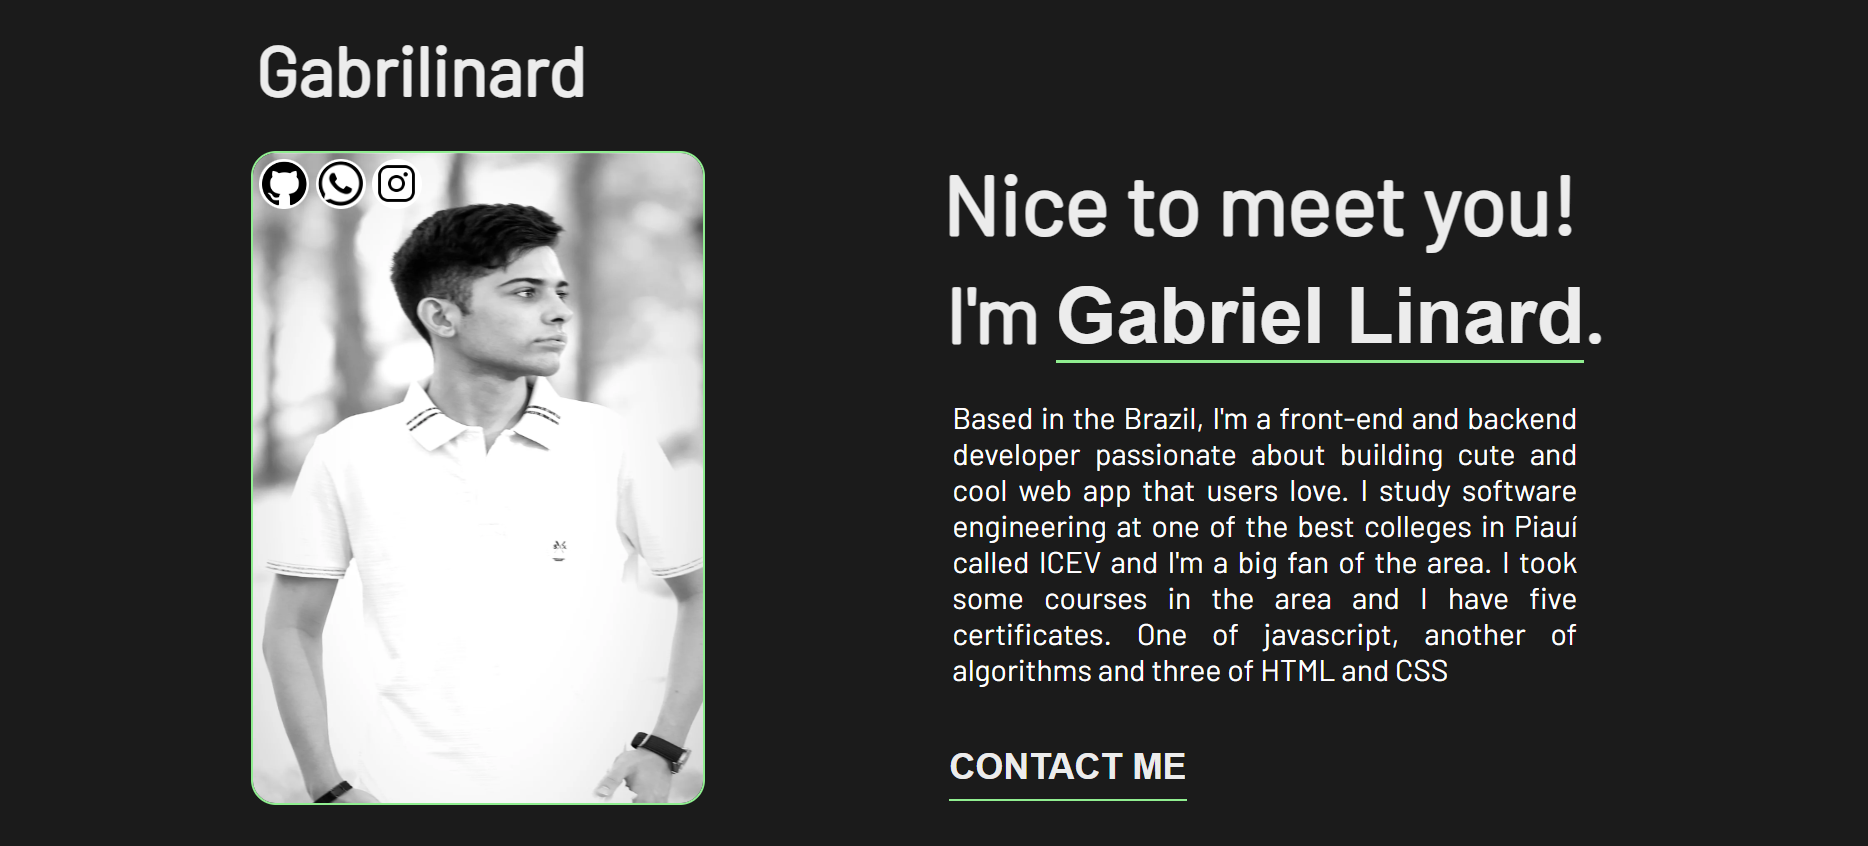 Gabrilinard
Nice to meet you!
I'm Gabriel Linard.
Based in the Brazil, I'm a front-end and backend
developer passionate about building cute and
cool web app that users love. I study software
engineering at one of the best colleges in Piauí
called ICEV and I'm a big fan of the area. I took
some courses in the area and I have five
certificates. One of javascript, another of
algorithms and three of HTML and CSS
CONTACT ME